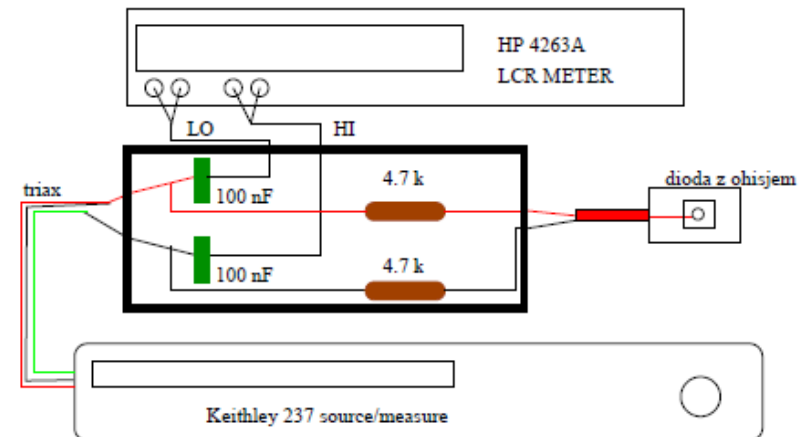 HP 4263A
LCR METER
LO
HI
triax
100 nF
4.7 k
dioda z ohisjem
100 nF
4.7 k
Keithley 237 source/measure